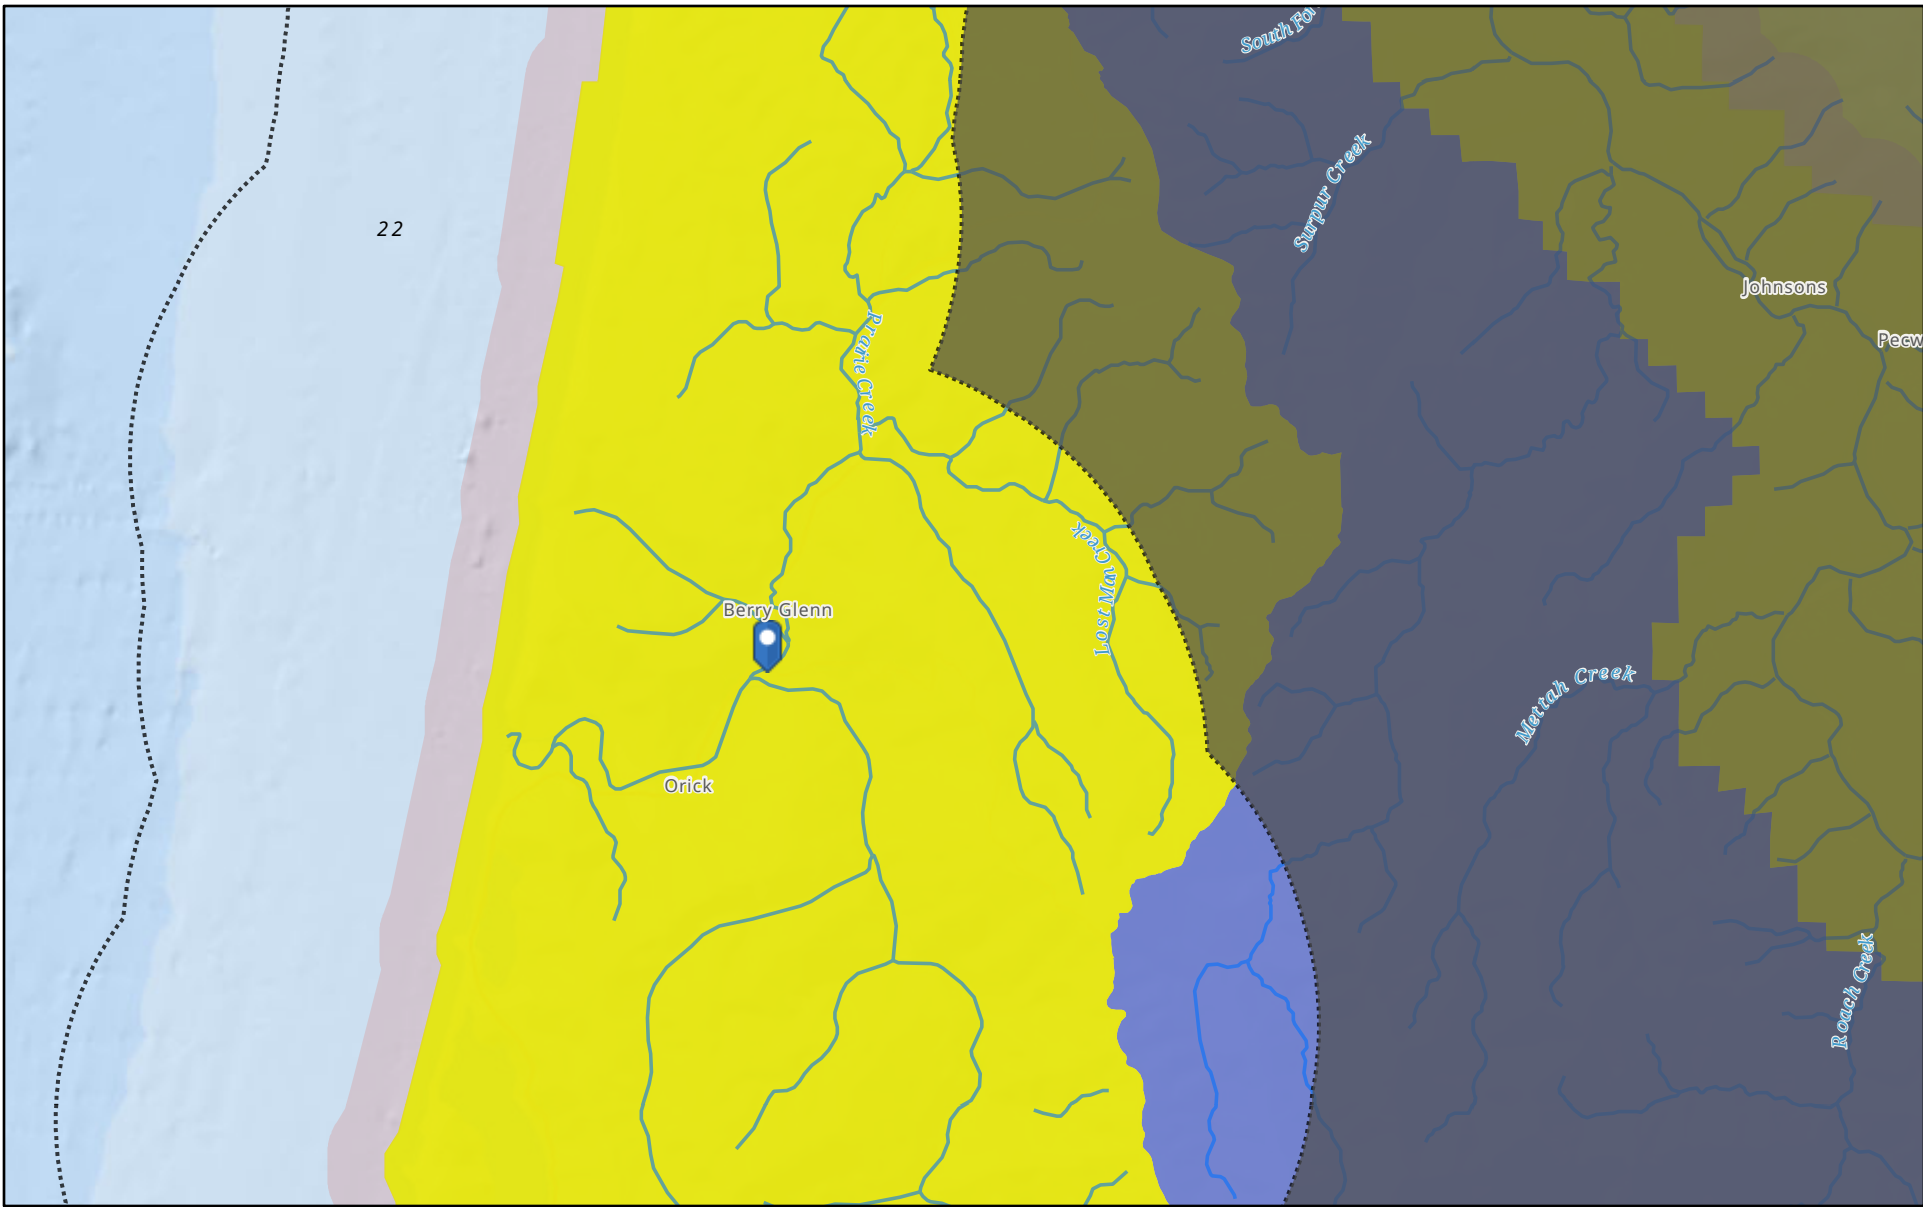 South Fo
22
Surpur Creek
Johnsons
Pecw
Prairie Creek
Lost Man Creek
Berry Glenn
Mettah Creek
Orick
Roach Creek